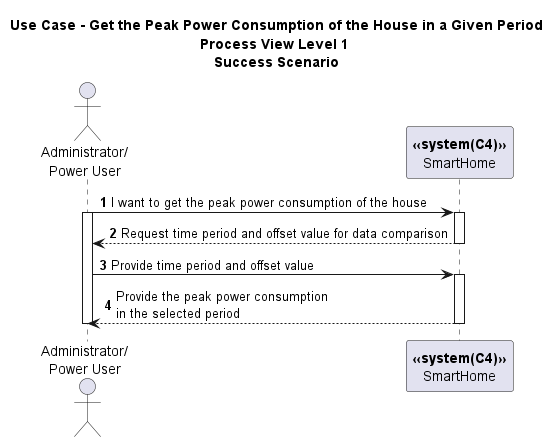 Use Case - Get the Peak Power Consumption of the House in a Given Period
Process View Level 1
Success Scenario
Administrator/
Power User
«system(C4)»
SmartHome
1 I want to get the peak power consumption of the house
2 Request time period and offset value for data comparison
3 Provide time period and offset value
4 Provide the peak power consumption
in the selected period
Administrator/
Power User
«system(C4)»
SmartHome